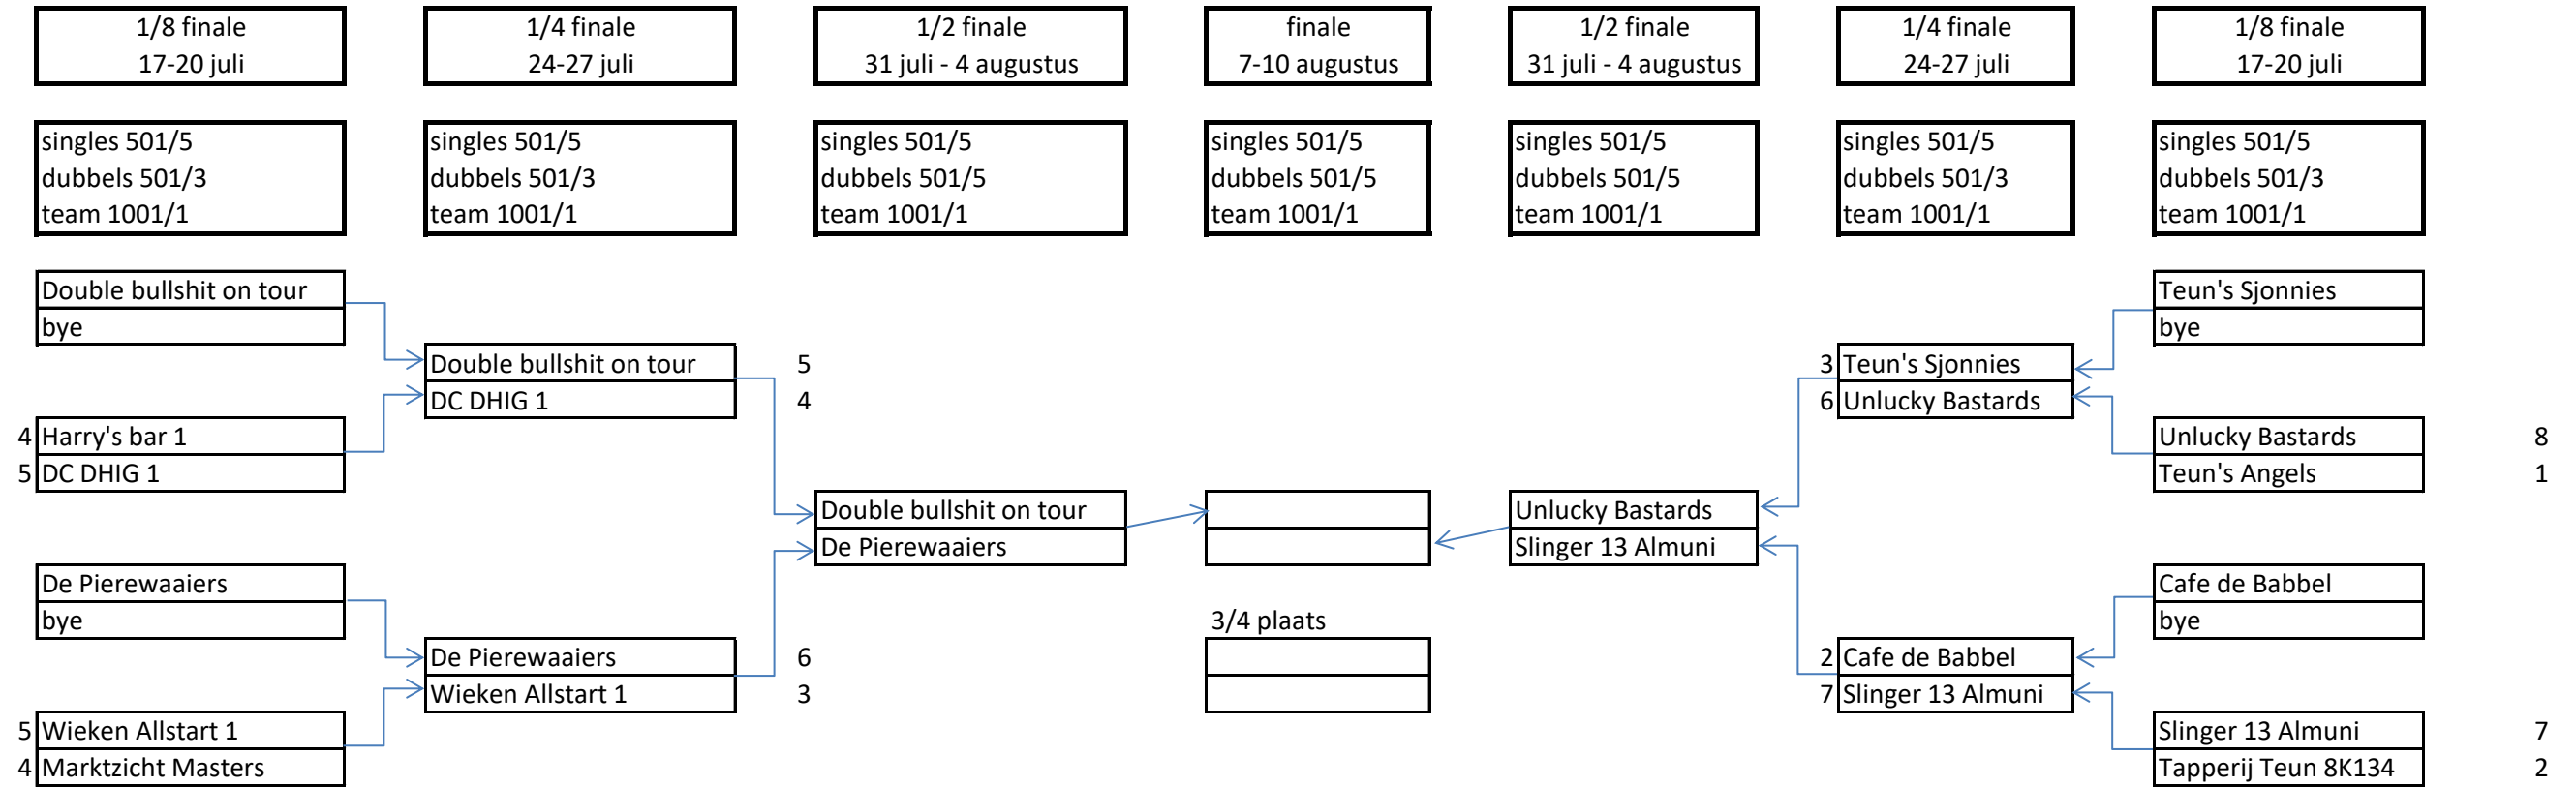 1/8 finale
17-20 juli
1/4 finale
24-27 juli
1/2 finale
31 juli - 4 augustus
finale
7-10 augustus
1/2 finale
31 juli - 4 augustus
1/4 finale
24-27 juli
1/8 finale
17-20 juli
singles 501/5
dubbels 501/3
team 1001/1
singles 501/5
dubbels 501/3
team 1001/1
singles 501/5
dubbels 501/5
team 1001/1
singles 501/5
dubbels 501/5
team 1001/1
singles 501/5
dubbels 501/5
team 1001/1
singles 501/5
dubbels 501/3
team 1001/1
singles 501/5
dubbels 501/3
team 1001/1
Double bullshit on tour
bye
4 Harry's bar 1
5 DC DHIG 1
De Pierewaaiers
bye
5 Wieken Allstart 1
4 Marktzicht Masters
Double bullshit on tour 5
DC DHIG 1 4
De Pierewaaiers 6
Wieken Allstart 1 3
Double bullshit on tour
De Pierewaaiers
3/4 plaats
Unlucky Bastards
Slinger 13 Almuni
3 Teun's Sjonnies
6 Unlucky Bastards
2 Cafe de Babbel
7 Slinger 13 Almuni
Teun's Sjonnies
bye
Unlucky Bastards 8
Teun's Angels 1
Cafe de Babbel
bye
Slinger 13 Almuni 7
Tapperij Teun 8K134 2